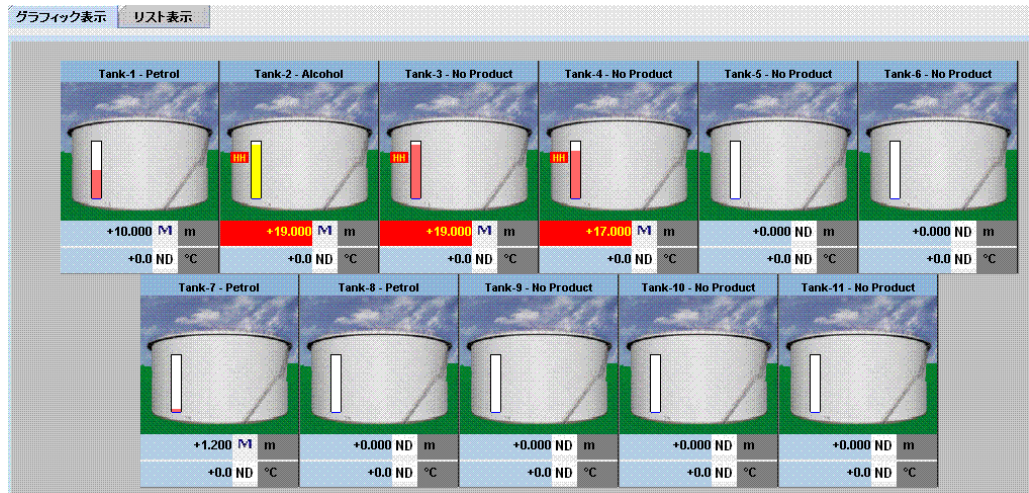 グラフィック表示 リスト表示
Tank-1 - Petrol Tank-2 - Alcohol Tank-3 - No Product Tank-4 - No Product Tank-5 - No Product Tank-6 - No Product
HH HH HH
+10.000 M m +19.000 M m +19.000 M m +17.000 M m +0.000 ND m +0.000 ND m
+0.0 ND °C +0.0 ND °C +0.0 ND °C +0.0 ND °C +0.0 ND °C +0.0 ND °C
Tank-7 - Petrol Tank-8 - Petrol Tank-9 - No Product Tank-10 - No Product Tank-11 - No Product
+1.200 M m +0.000 ND m +0.000 ND m +0.000 ND m +0.000 ND m
+0.0 ND °C +0.0 ND °C +0.0 ND °C +0.0 ND °C +0.0 ND °C